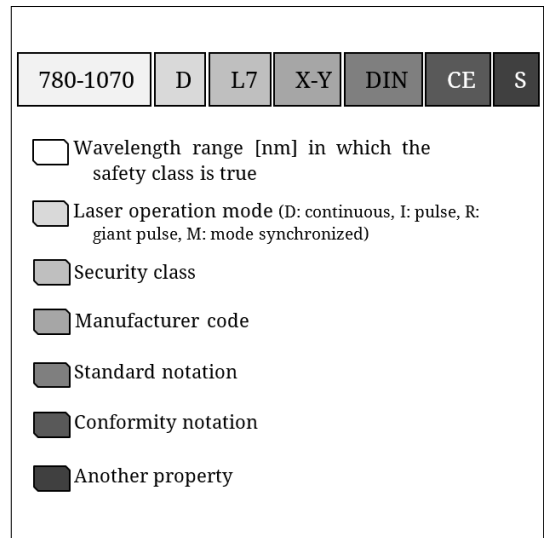 780-1070 D L7 X-Y DIN CE S
Wavelength range [nm] in which the
safety class is true
Laser operation mode (D: continuous, I: pulse, R:
giant pulse, M: mode synchronized)
Security class
Manufacturer code
Standard notation
Conformity notation
Another property